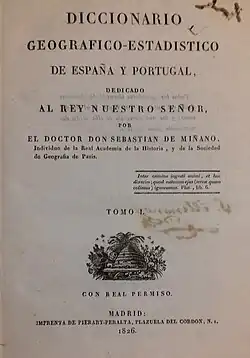 DICCIONARIO
GEOGRAFICO-ESTADISTICO
DE ESPAÑA Y PORTUGAL,
DEDICADO
AL REY NUESTRO SEÑOR,
POR
EL DOCTOR DON SEBASTIAN DE MIÑANO,
Individuo de la Real Academia de la Historia, y de la Sociedad
de Geografía de Paris.
TOMO I.
CON REAL PERMISO.
MADRID:
IMPRENTA DE PIERART-PERALTA, PLAZUELA DEL CORDON, N. 1.
1826.